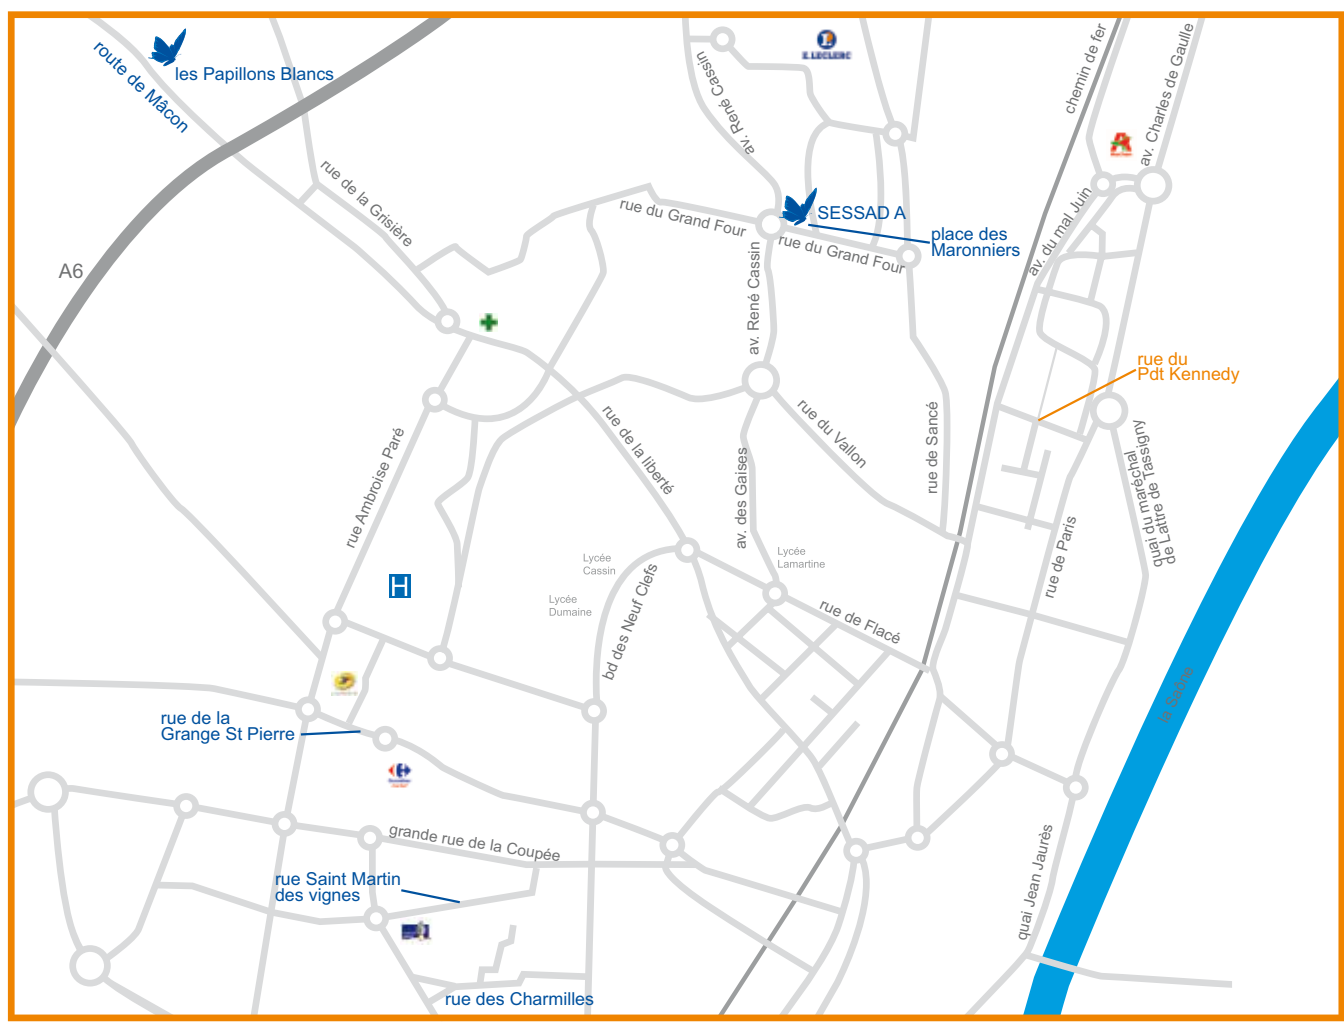 les Papillons Blancs
route de Mâcon
A6
rue de la Grisière
av. René Cassin
E.LECLERC
chemin de fer
av. Charles de Gaulle
rue du Grand Four
SESSAD A
place des
Maronniers
rue du Grand Four
av. du mal Juin
av. René Cassin
rue du
Pdt Kennedy
rue de la liberté
rue du Vallon
rue de Sancé
rue Ambroise Paré
av. des Gaises
quai du maréchal
de Lattre de Tassigny
rue de Paris
H
Lycée
Cassin
Lycée
Lamartine
Lycée
Dumaine
bd des Neuf Clefs
rue de Flacé
la Saône
rue de la
Grange St Pierre
grande rue de la Coupée
rue Saint Martin
des vignes
quai Jean Jaurès
rue des Charmilles